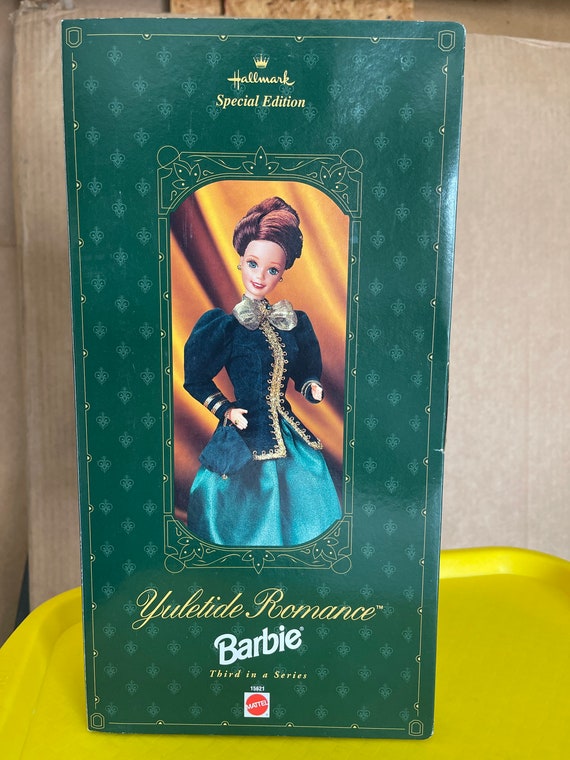 Hallmark
Special Edition
Yuletide Romance™
Barbie®
Third in a Series
15621
MATTEL